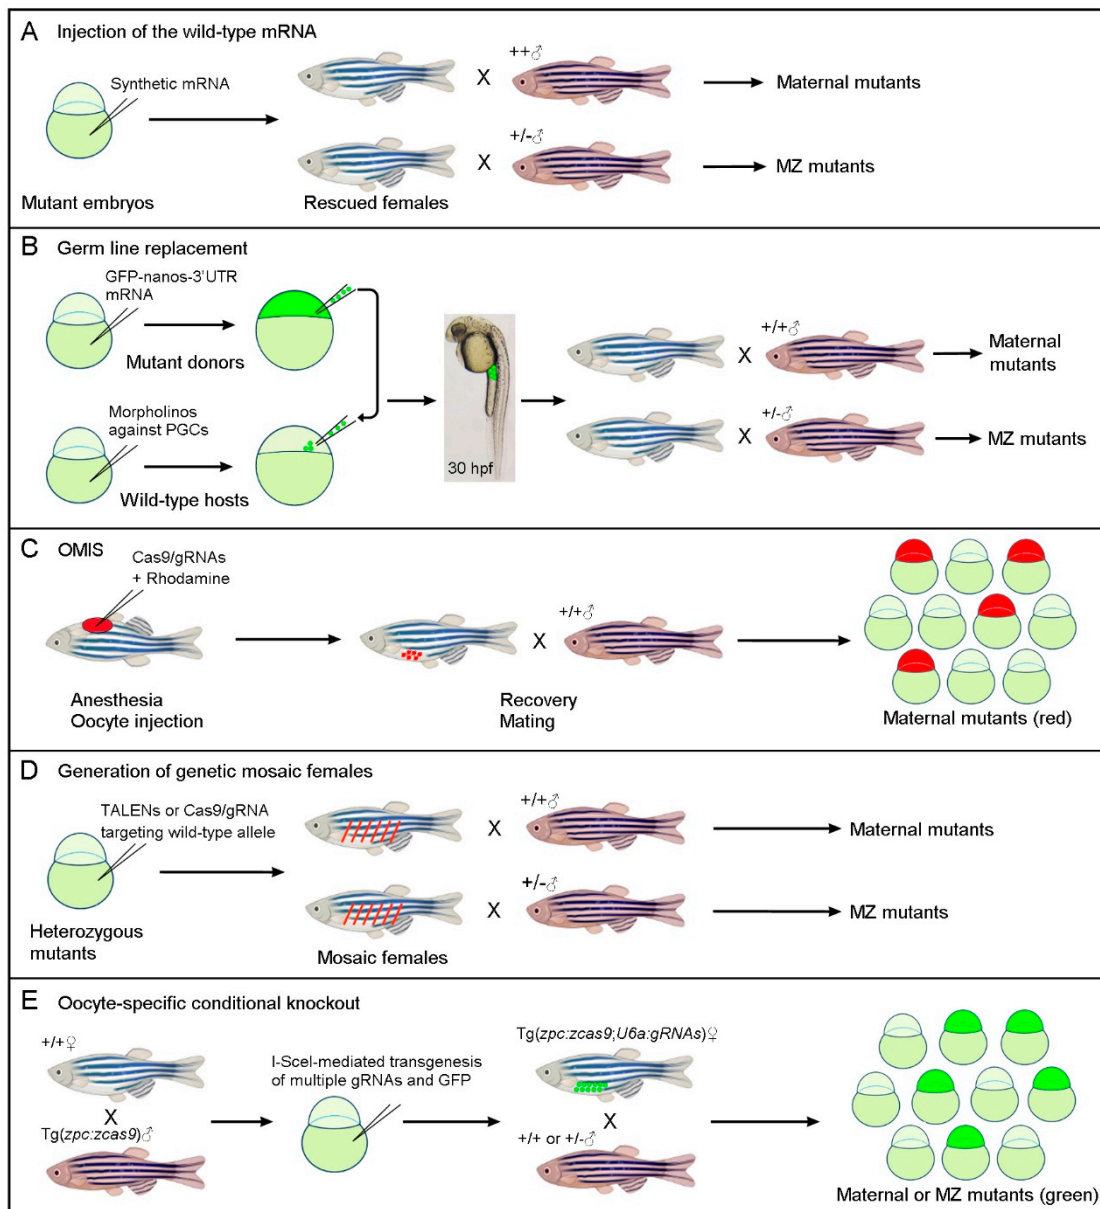 A Injection of the wild-type mRNA
Synthetic mRNA
Mutant embryos
X
++♂
Maternal mutants
X
+/-♂
MZ mutants
Rescued females
B Germ line replacement
GFP-nanos-3'UTR
mRNA
Mutant donors
Morpholinos
against PGCs
Wild-type hosts
30 hpf
X
+/+♂
Maternal
mutants
X
+/-♂
MZ mutants
C OMIS
Cas9/gRNAs
+ Rhodamine
Anesthesia
Oocyte injection
X
+/+♂
Recovery
Mating
Maternal mutants (red)
D Generation of genetic mosaic females
TALENs or Cas9/gRNA
targeting wild-type allele
Heterozygous
mutants
X
+/+♂
Maternal mutants
X
+/-♂
MZ mutants
Mosaic females
E Oocyte-specific conditional knockout
+/+♀
X
Tg(zpc:zcas9)♂
I-SceI-mediated transgenesis
of multiple gRNAs and GFP
Tg(zpc:zcas9;U6a:gRNAs)♀
X
+/+ or +/-♂
Maternal or MZ mutants (green)